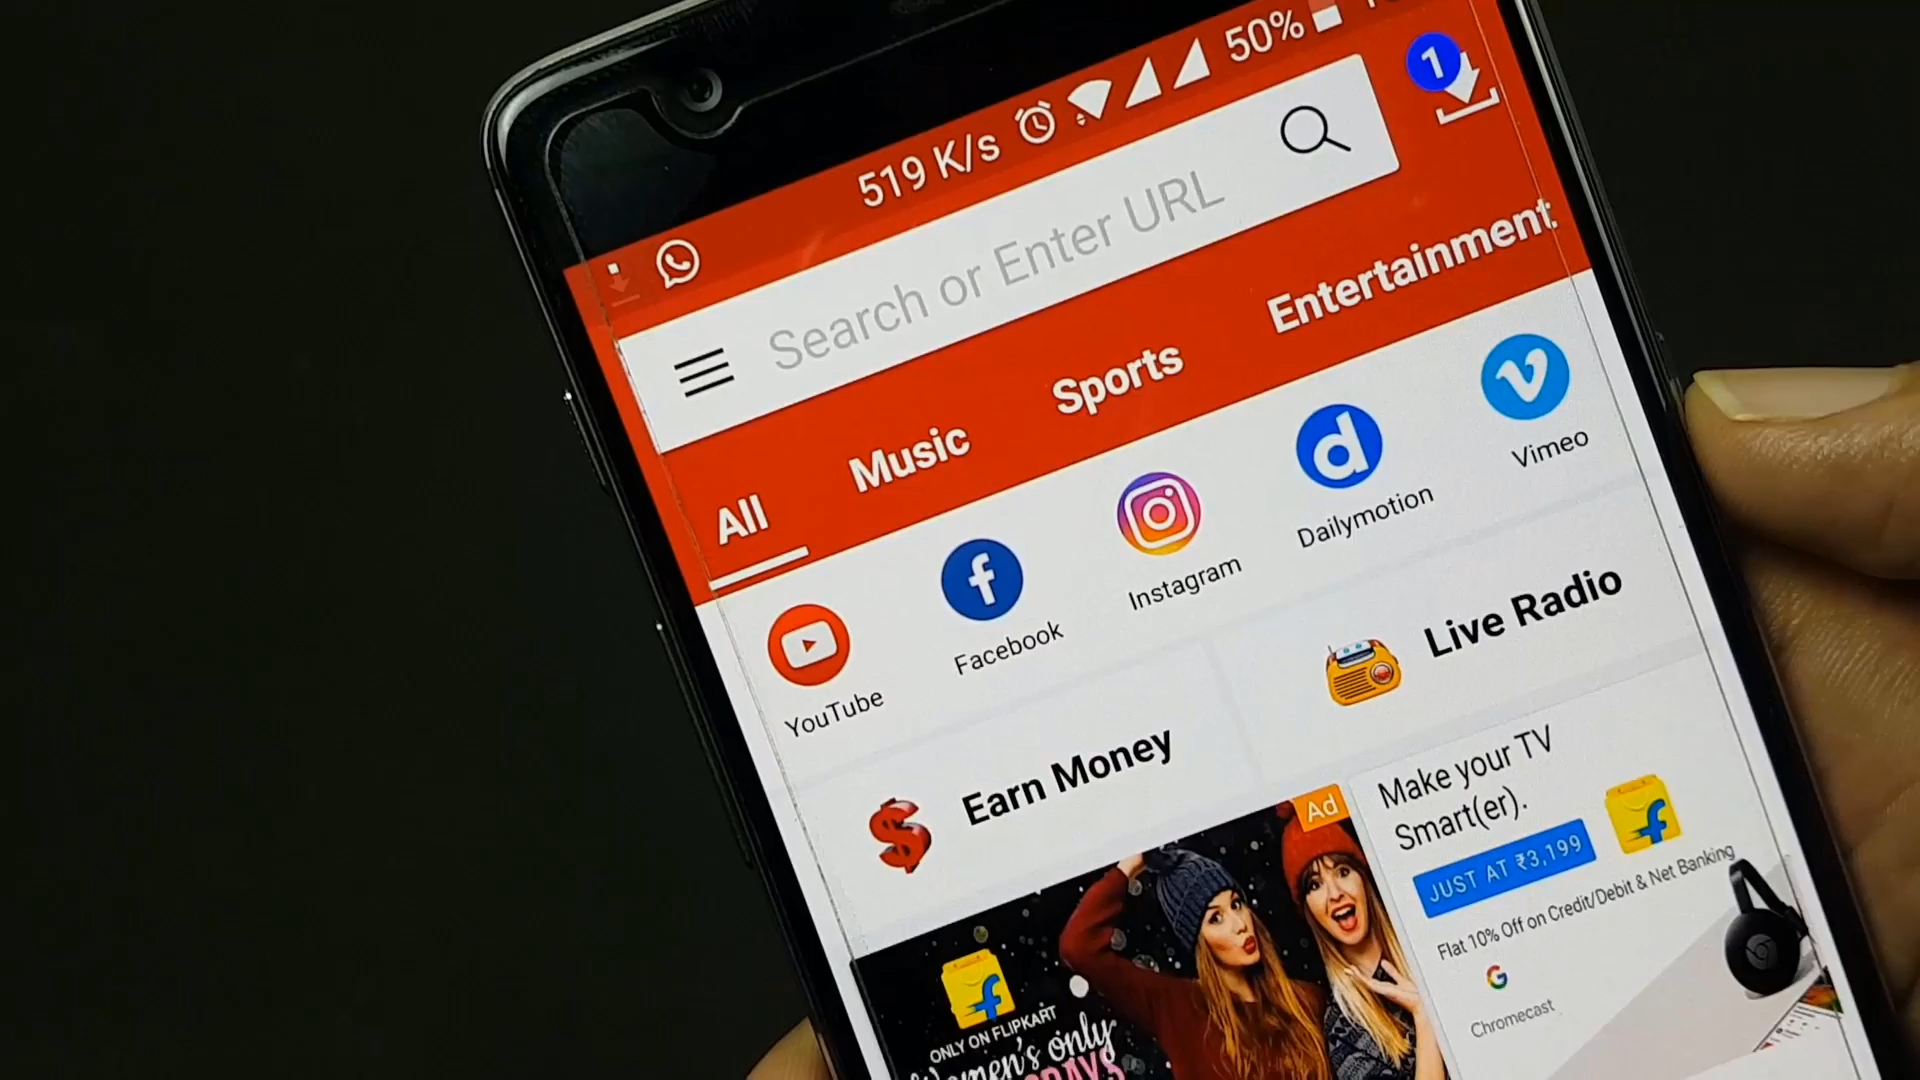 519 K/s 50%
1
Search or Enter URL
All Music Sports Entertainment
YouTube Facebook Instagram Dailymotion Vimeo
Earn Money
Live Radio
Ad
ONLY ON FLIPKART
Women's only
Make your TV
Smart(er).
JUST AT ₹3,199
Flat 10% Off on Credit/Debit & Net Banking
Chromecast